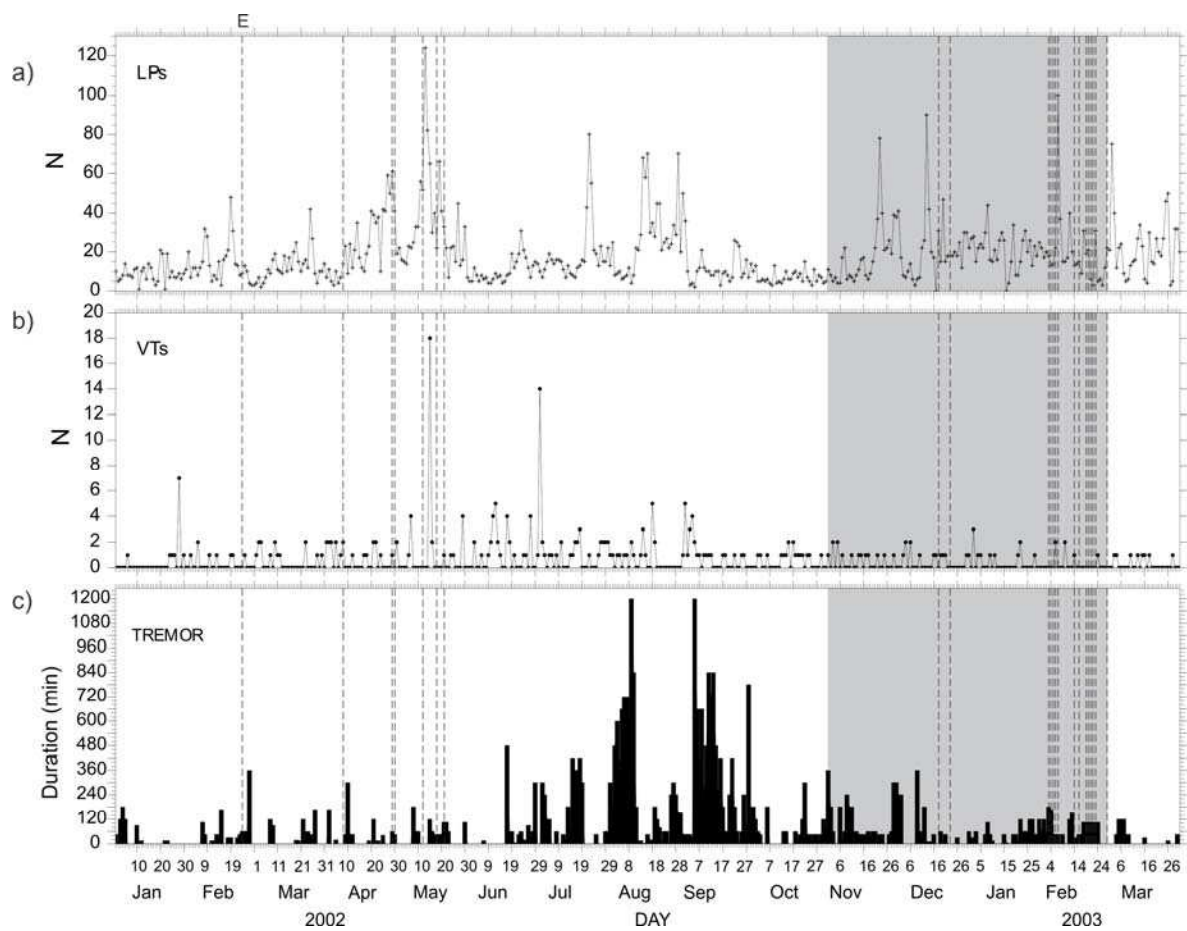 E
a)
LPs
N
120
100
80
60
40
20
0
b)
VTs
N
20
18
16
14
12
10
8
6
4
2
0
c)
TREMOR
Duration (min)
1200
1080
960
840
720
600
480
360
240
120
0
10 20 30 9 19 1 11 21 31 10 20 30 10 20 30 9 19 29 9 19 29 8 18 28 7 17 27 7 17 27 6 16 26 6 16 26 5 15 25 4 14 24 6 16 26
Jan Feb Mar Apr May Jun Jul Aug Sep Oct Nov Dec Jan Feb Mar
2002 DAY 2003